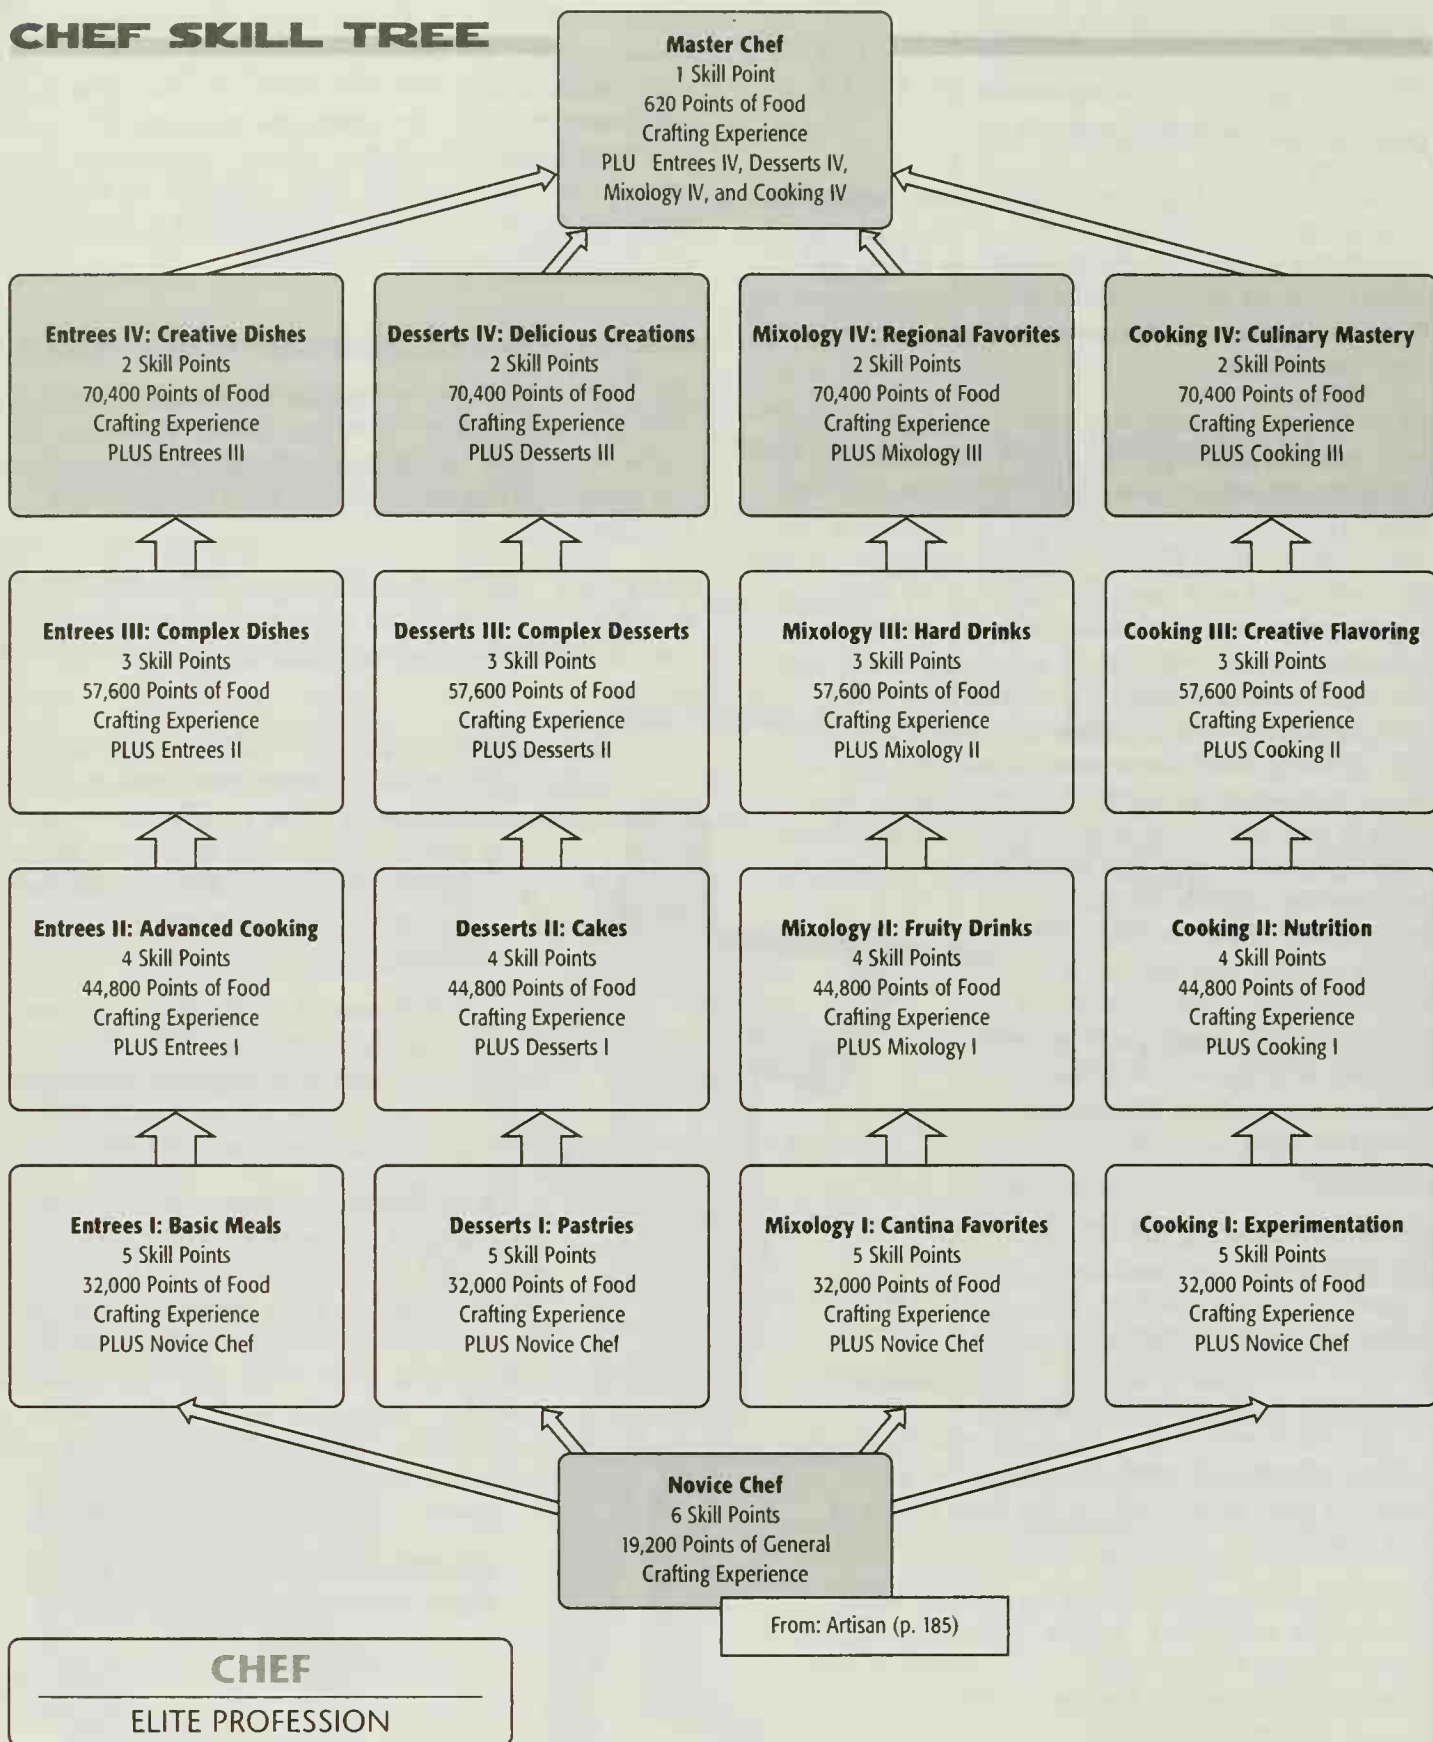 CHEF SKILL TREE
Master Chef
1 Skill Point
620 Points of Food
Crafting Experience
PLU Entrees IV, Desserts IV,
Mixology IV, and Cooking IV
Entrees IV: Creative Dishes
2 Skill Points
70,400 Points of Food
Crafting Experience
PLUS Entrees III
Desserts IV: Delicious Creations
2 Skill Points
70,400 Points of Food
Crafting Experience
PLUS Desserts III
Mixology IV: Regional Favorites
2 Skill Points
70,400 Points of Food
Crafting Experience
PLUS Mixology III
Cooking IV: Culinary Mastery
2 Skill Points
70,400 Points of Food
Crafting Experience
PLUS Cooking III
Entrees III: Complex Dishes
3 Skill Points
57,600 Points of Food
Crafting Experience
PLUS Entrees II
Desserts III: Complex Desserts
3 Skill Points
57,600 Points of Food
Crafting Experience
PLUS Desserts II
Mixology III: Hard Drinks
3 Skill Points
57,600 Points of Food
Crafting Experience
PLUS Mixology II
Cooking III: Creative Flavoring
3 Skill Points
57,600 Points of Food
Crafting Experience
PLUS Cooking II
Entrees II: Advanced Cooking
4 Skill Points
44,800 Points of Food
Crafting Experience
PLUS Entrees I
Desserts II: Cakes
4 Skill Points
44,800 Points of Food
Crafting Experience
PLUS Desserts I
Mixology II: Fruity Drinks
4 Skill Points
44,800 Points of Food
Crafting Experience
PLUS Mixology I
Cooking II: Nutrition
4 Skill Points
44,800 Points of Food
Crafting Experience
PLUS Cooking I
Entrees I: Basic Meals
5 Skill Points
32,000 Points of Food
Crafting Experience
PLUS Novice Chef
Desserts I: Pastries
5 Skill Points
32,000 Points of Food
Crafting Experience
PLUS Novice Chef
Mixology I: Cantina Favorites
5 Skill Points
32,000 Points of Food
Crafting Experience
PLUS Novice Chef
Cooking I: Experimentation
5 Skill Points
32,000 Points of Food
Crafting Experience
PLUS Novice Chef
Novice Chef
6 Skill Points
19,200 Points of General
Crafting Experience
From: Artisan (p. 185)
CHEF
ELITE PROFESSION